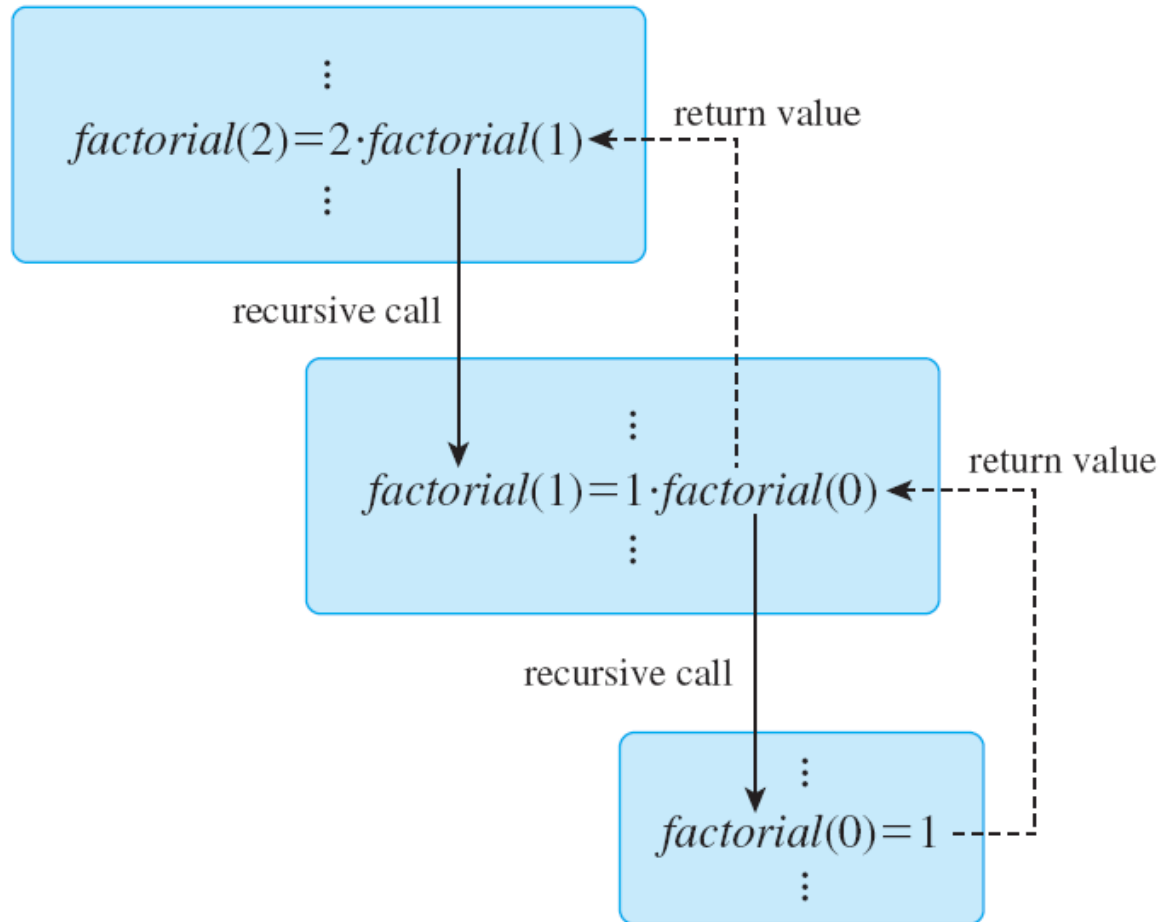 ⋮
return value
factorial(2)=2·factorial(1)
⋮
recursive call
⋮
return value
factorial(1)=1·factorial(0)
⋮
recursive call
⋮
factorial(0)=1
⋮